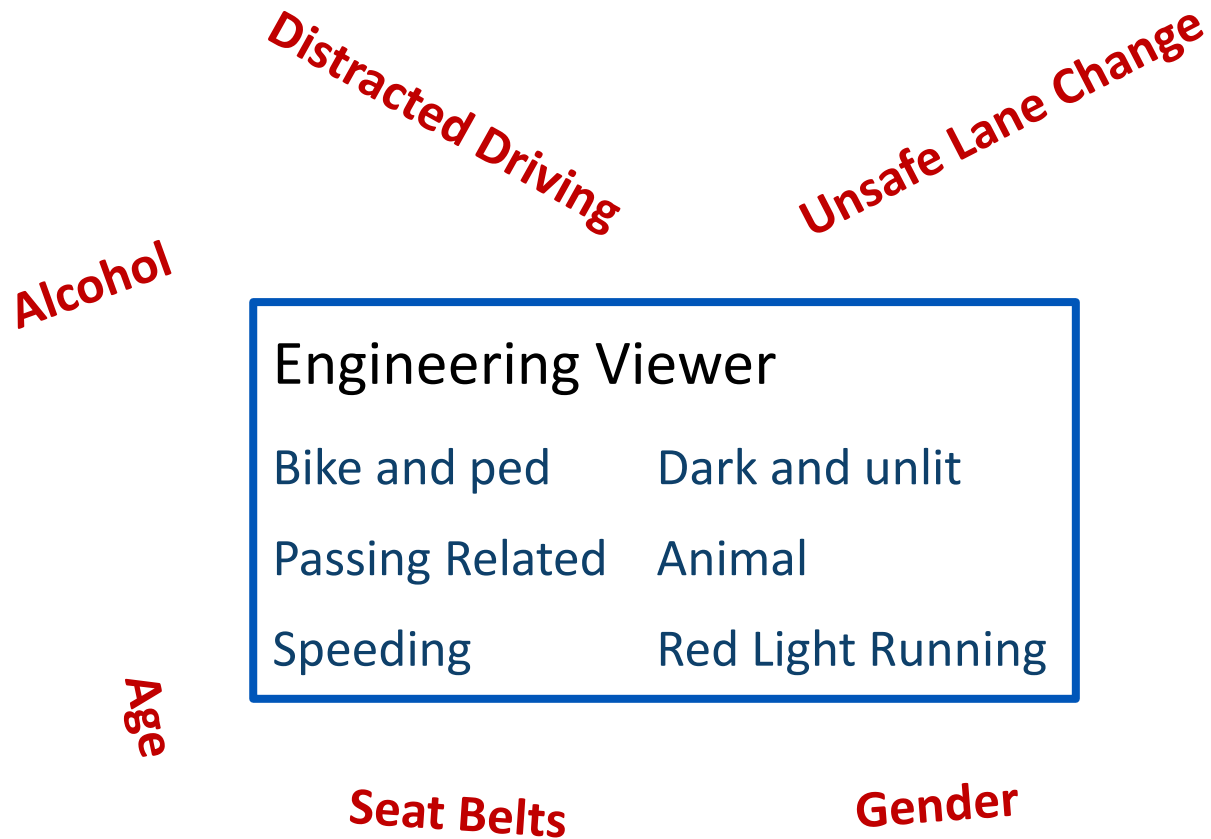 Distracted Driving
Unsafe Lane Change
Alcohol
Engineering Viewer
Bike and ped
Dark and unlit
Passing Related
Animal
Speeding
Red Light Running
Age
Seat Belts
Gender